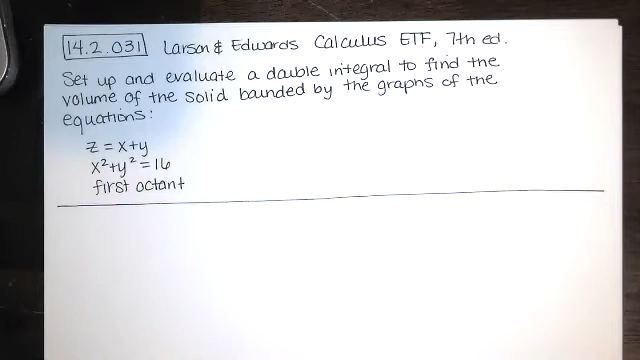 14.2.031 Larson & Edwards Calculus ETF, 7th ed.
Set up and evaluate a double integral to find the
volume of the solid bounded by the graphs of the
equations:
z = x+y
x²+y² = 16
first octant